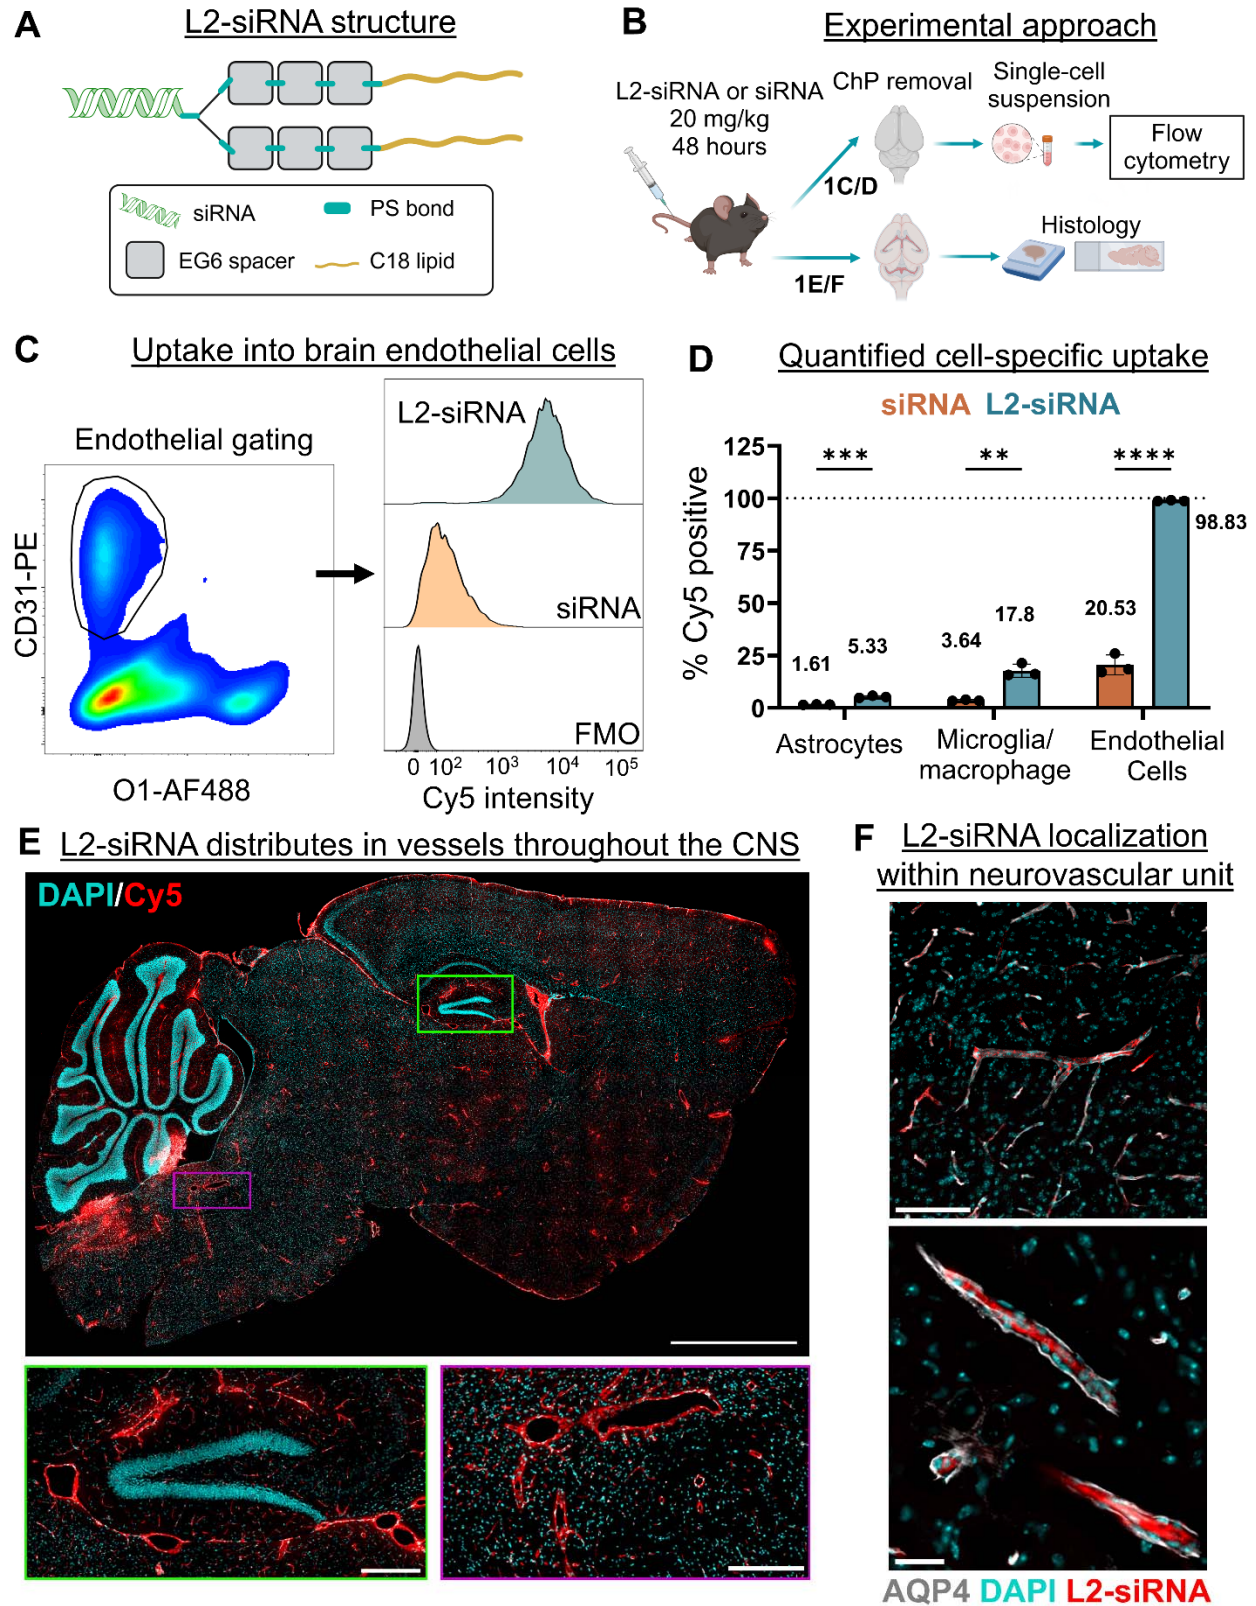 A
L2-siRNA structure
siRNA
PS bond
EG6 spacer
C18 lipid
B
Experimental approach
L2-siRNA or siRNA
20 mg/kg
48 hours
ChP removal
Single-cell
suspension
Flow
cytometry
1C/D
1E/F
Histology
C
Uptake into brain endothelial cells
Endothelial gating
CD31-PE
O1-AF488
L2-siRNA
siRNA
FMO
0 10² 10³ 10⁴ 10⁵
Cy5 intensity
D
Quantified cell-specific uptake
siRNA L2-siRNA
% Cy5 positive
125
100
75
50
25
0
***
**
****
1.61
5.33
3.64
17.8
20.53
98.83
Astrocytes
Microglia/
macrophage
Endothelial
Cells
E
L2-siRNA distributes in vessels throughout the CNS
DAPI/Cy5
F
L2-siRNA localization
within neurovascular unit
AQP4 DAPI L2-siRNA